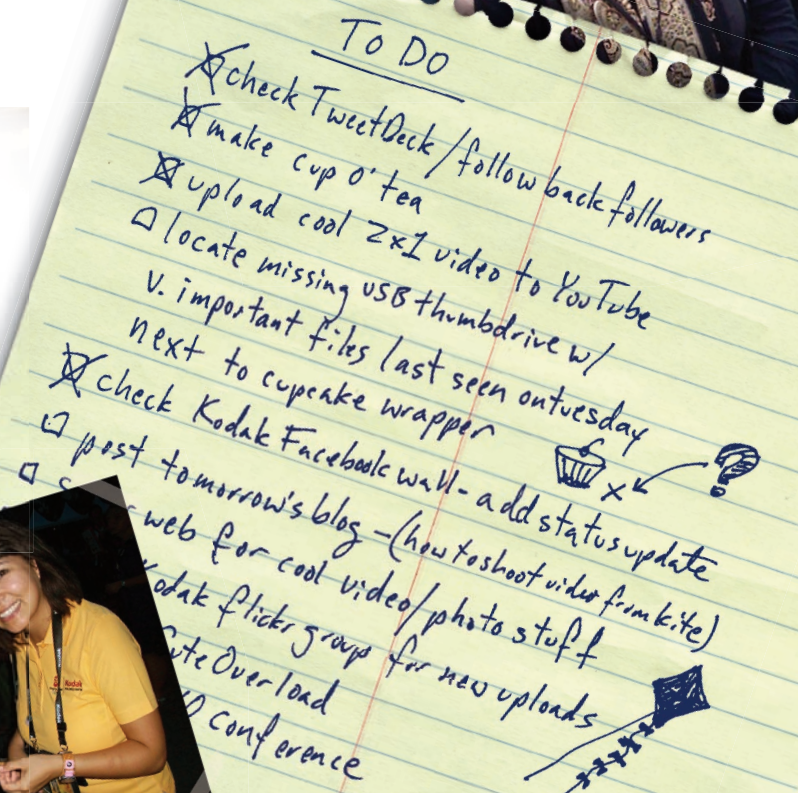 To Do
check TweetDeck/follow back followers
make cup o' tea
upload cool 2x1 video to YouTube
locate missing USB thumbdrive w/
v. important files last seen on tuesday
next to cupcake wrapper
check Kodak Facebook wall - add status update
post tomorrow's blog - (how to shoot video from kite)
web for cool video/photo stuff
Kodak flickr group for new uploads
Cute Overload
conference
Kodak